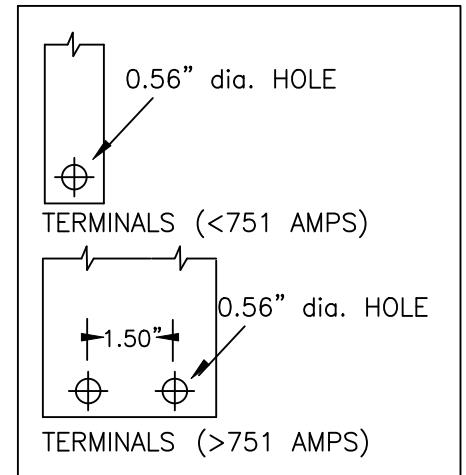 0.56" dia. HOLE
TERMINALS (<751 AMPS)
0.56" dia. HOLE
1.50"
TERMINALS (>751 AMPS)